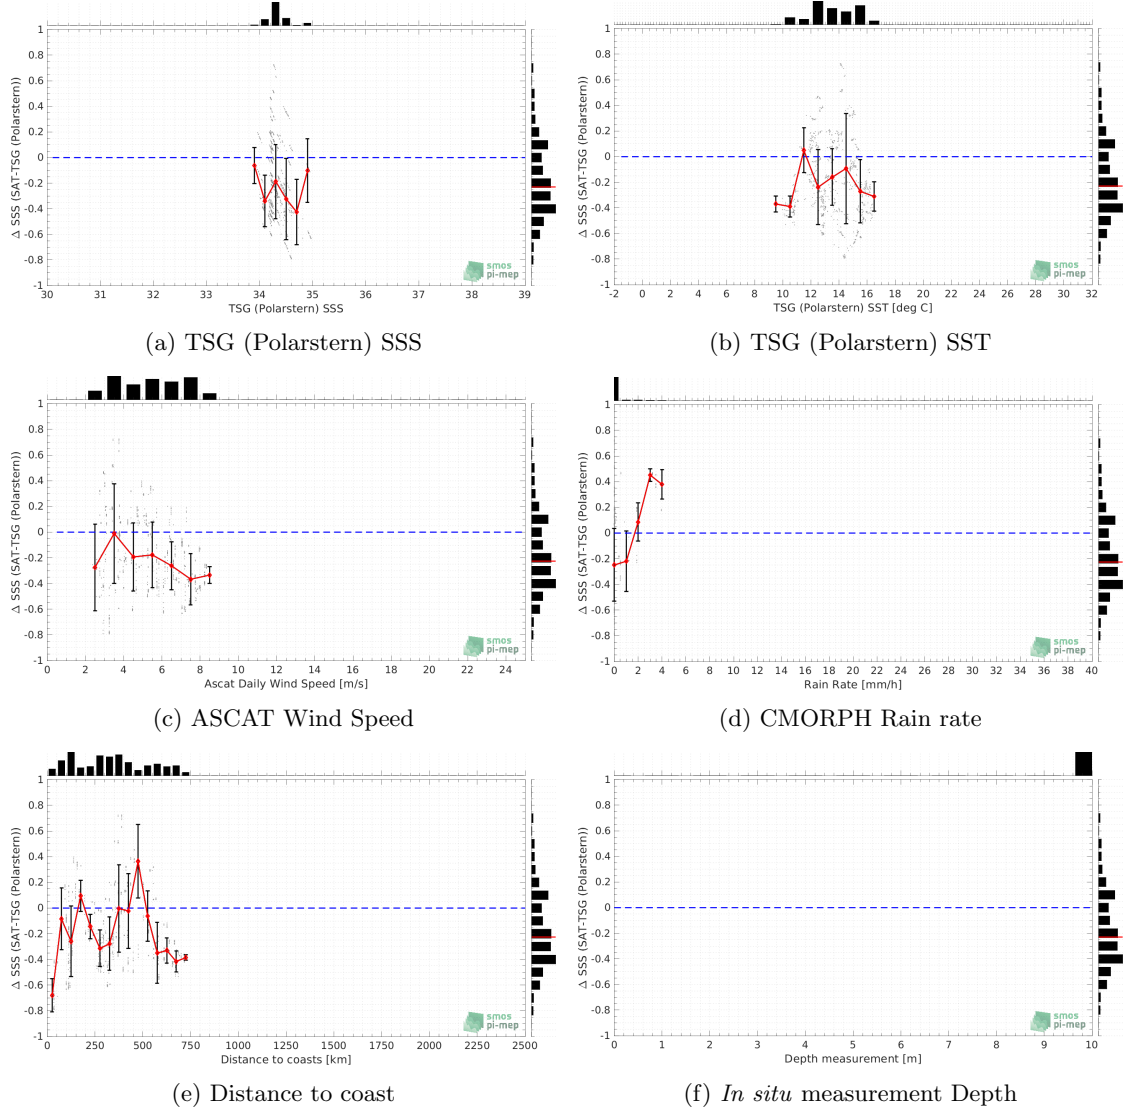 1
0.8
0.6
0.4
0.2
0
-0.2
-0.4
-0.6
-0.8
-1
Δ SSS (SAT-TSG (Polarstern))
30 31 32 33 34 35 36 37 38 39
TSG (Polarstern) SSS
smos
pi-mep
(a) TSG (Polarstern) SSS
1
0.8
0.6
0.4
0.2
0
-0.2
-0.4
-0.6
-0.8
-1
Δ SSS (SAT-TSG (Polarstern))
-2 0 2 4 6 8 10 12 14 16 18 20 22 24 26 28 30 32
TSG (Polarstern) SST [deg C]
smos
pi-mep
(b) TSG (Polarstern) SST
1
0.8
0.6
0.4
0.2
0
-0.2
-0.4
-0.6
-0.8
-1
Δ SSS (SAT-TSG (Polarstern))
0 2 4 6 8 10 12 14 16 18 20 22 24
Ascat Daily Wind Speed [m/s]
smos
pi-mep
(c) ASCAT Wind Speed
1
0.8
0.6
0.4
0.2
0
-0.2
-0.4
-0.6
-0.8
-1
Δ SSS (SAT-TSG (Polarstern))
0 2 4 6 8 10 12 14 16 18 20 22 24 26 28 30 32 34 36 38 40
Rain Rate [mm/h]
smos
pi-mep
(d) CMORPH Rain rate
1
0.8
0.6
0.4
0.2
0
-0.2
-0.4
-0.6
-0.8
-1
Δ SSS (SAT-TSG (Polarstern))
0 250 500 750 1000 1250 1500 1750 2000 2250 2500
Distance to coasts [km]
smos
pi-mep
(e) Distance to coast
1
0.8
0.6
0.4
0.2
0
-0.2
-0.4
-0.6
-0.8
-1
Δ SSS (SAT-TSG (Polarstern))
0 1 2 3 4 5 6 7 8 9 10
Depth measurement [m]
smos
pi-mep
(f) In situ measurement Depth